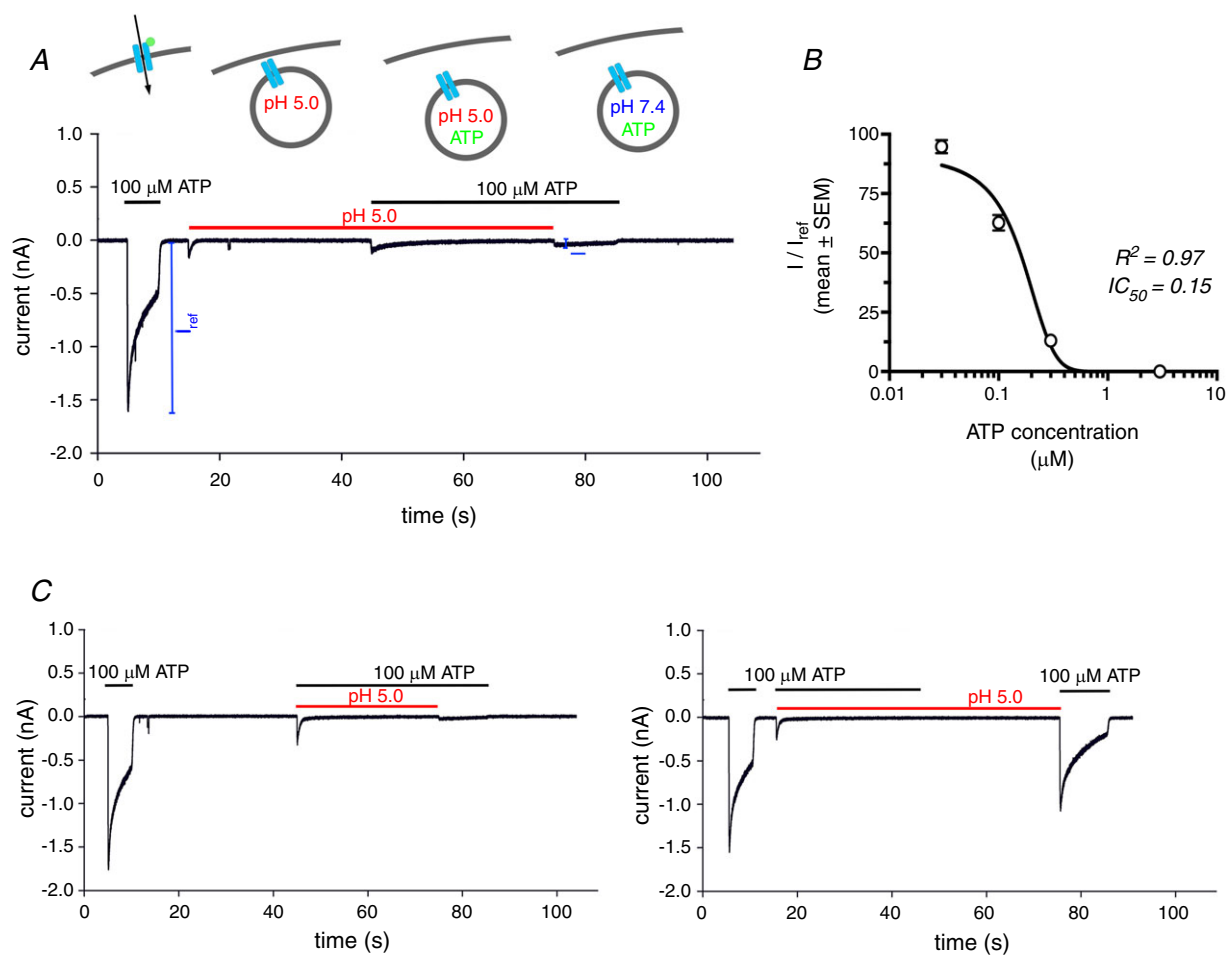 A
pH 5.0
pH 5.0
ATP
pH 7.4
ATP
1.0
0.5
0.0
-0.5
-1.0
-1.5
-2.0
current (nA)
100 μM ATP
100 μM ATP
pH 5.0
I
I ref
0 20 40 60 80 100
time (s)
B
100
75
50
25
0
I / Iref
(mean ± SEM)
R² = 0.97
IC50 = 0.15
0.01 0.1 1 10
ATP concentration
(μM)
C
1.0
0.5
0.0
-0.5
-1.0
-1.5
-2.0
current (nA)
100 μM ATP
100 μM ATP
pH 5.0
0 20 40 60 80 100
time (s)
1.0
0.5
0.0
-0.5
-1.0
-1.5
-2.0
current (nA)
100 μM ATP
100 μM ATP
pH 5.0
0 20 40 60 80 100
time (s)